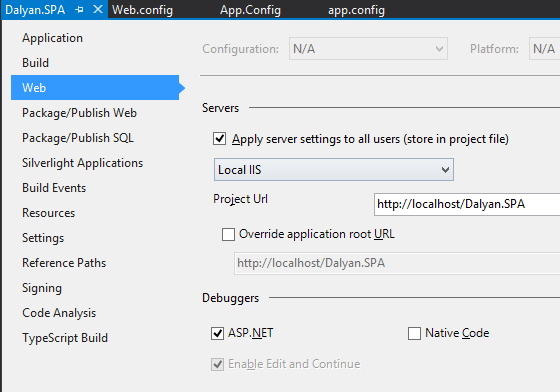 Dalyan.SPA Web.config App.Config app.config
Application
Build
Web
Package/Publish Web
Package/Publish SQL
Silverlight Applications
Build Events
Resources
Settings
Reference Paths
Signing
Code Analysis
TypeScript Build
Configuration: N/A Platform: N/A
Servers
Apply server settings to all users (store in project file)
Local IIS
Project Url http://localhost/Dalyan.SPA
Override application root URL
http://localhost/Dalyan.SPA
Debuggers
ASP.NET Native Code
Enable Edit and Continue